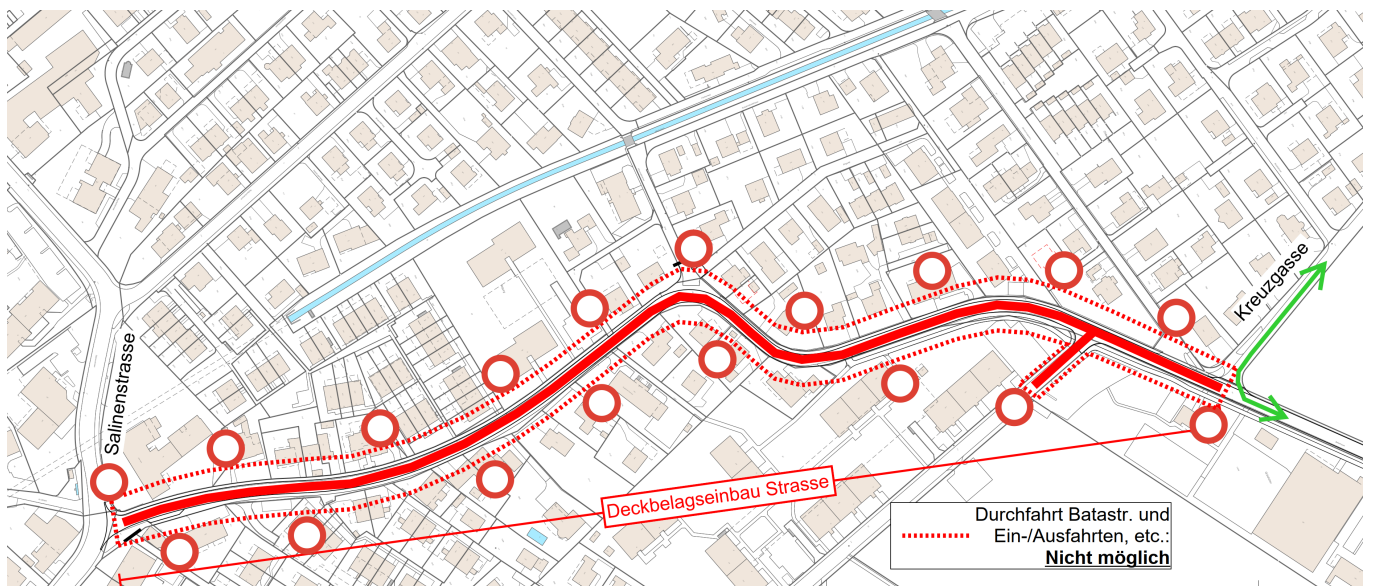 Kreuzgasse
Salinenstrasse
Deckbelagseinbau Strasse
Durchfahrt Batastr. und
Ein-/Ausfahrten, etc.:
Nicht möglich